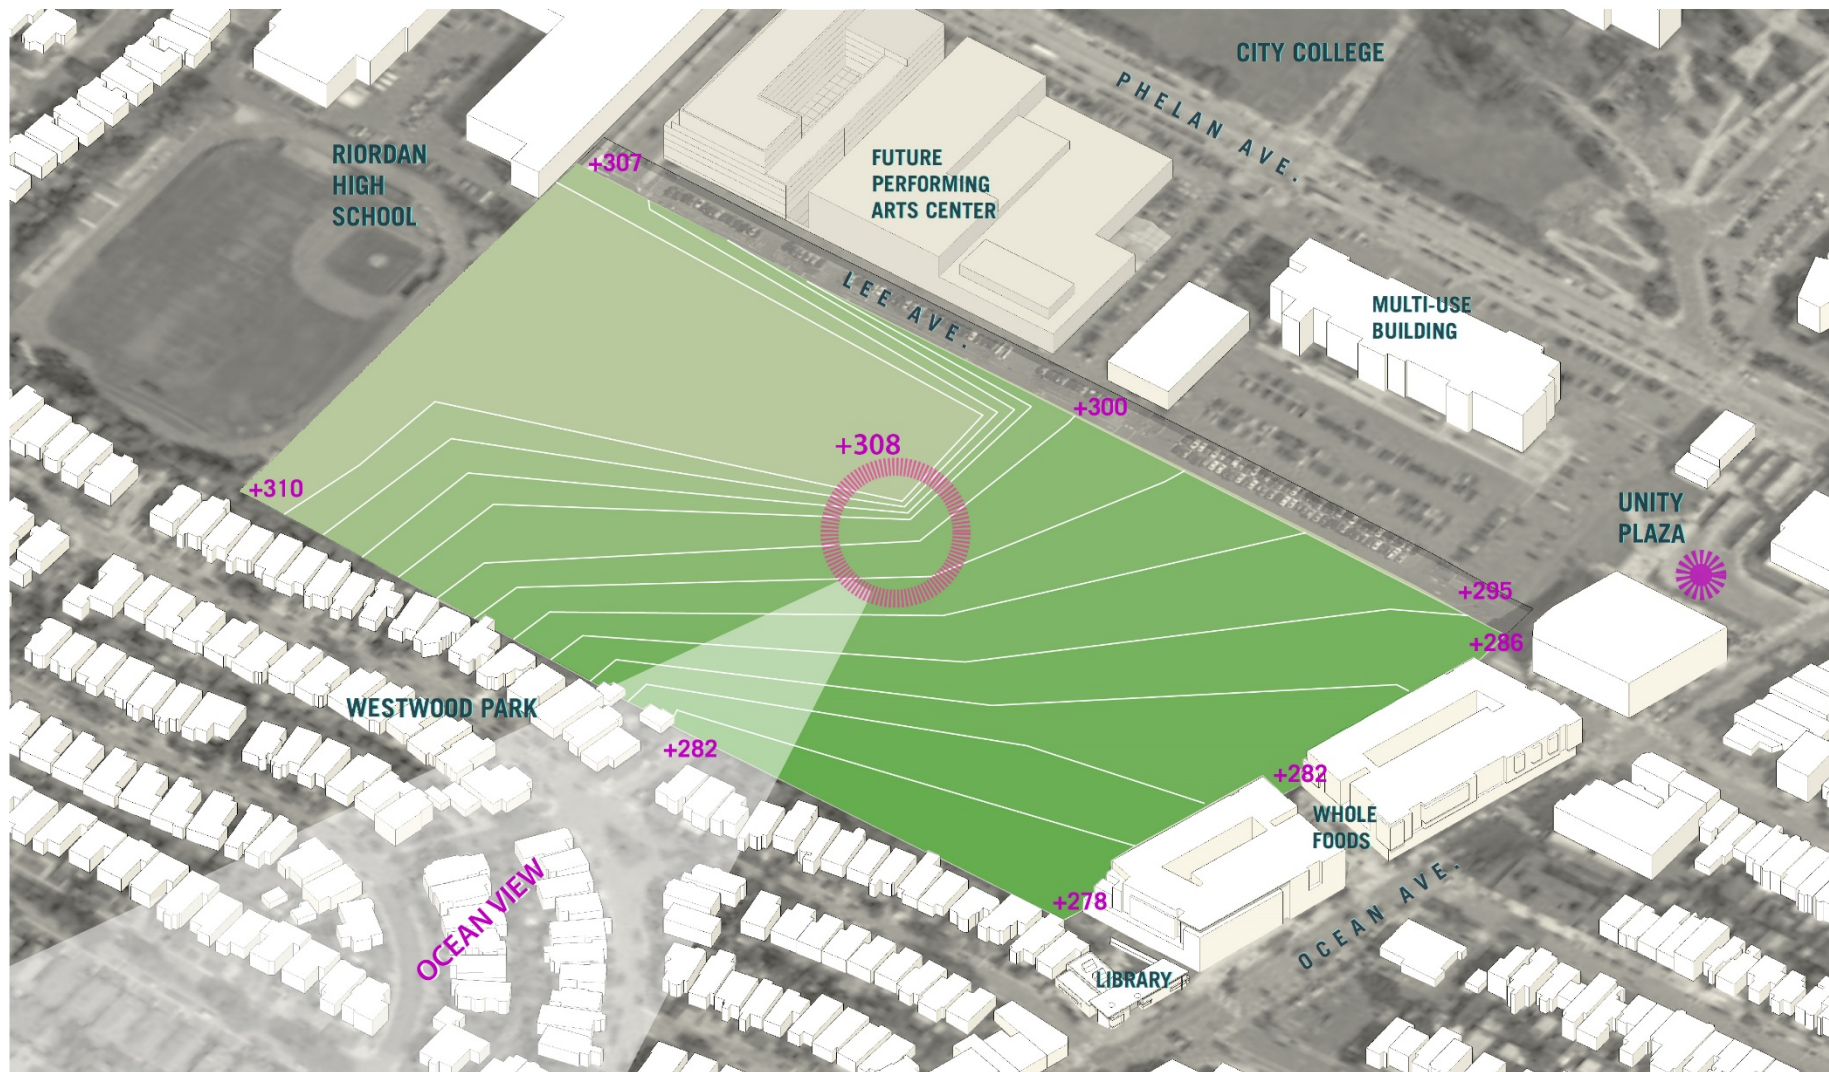 CITY COLLEGE
PHELAN AVE.
RIORDAN
HIGH
SCHOOL
+307
FUTURE
PERFORMING
ARTS CENTER
LEE AVE.
MULTI-USE
BUILDING
+300
+308
+310
UNITY
PLAZA
+295
+286
WESTWOOD PARK
+282
+282
WHOLE
FOODS
OCEAN VIEW
+278
OCEAN AVE.
LIBRARY